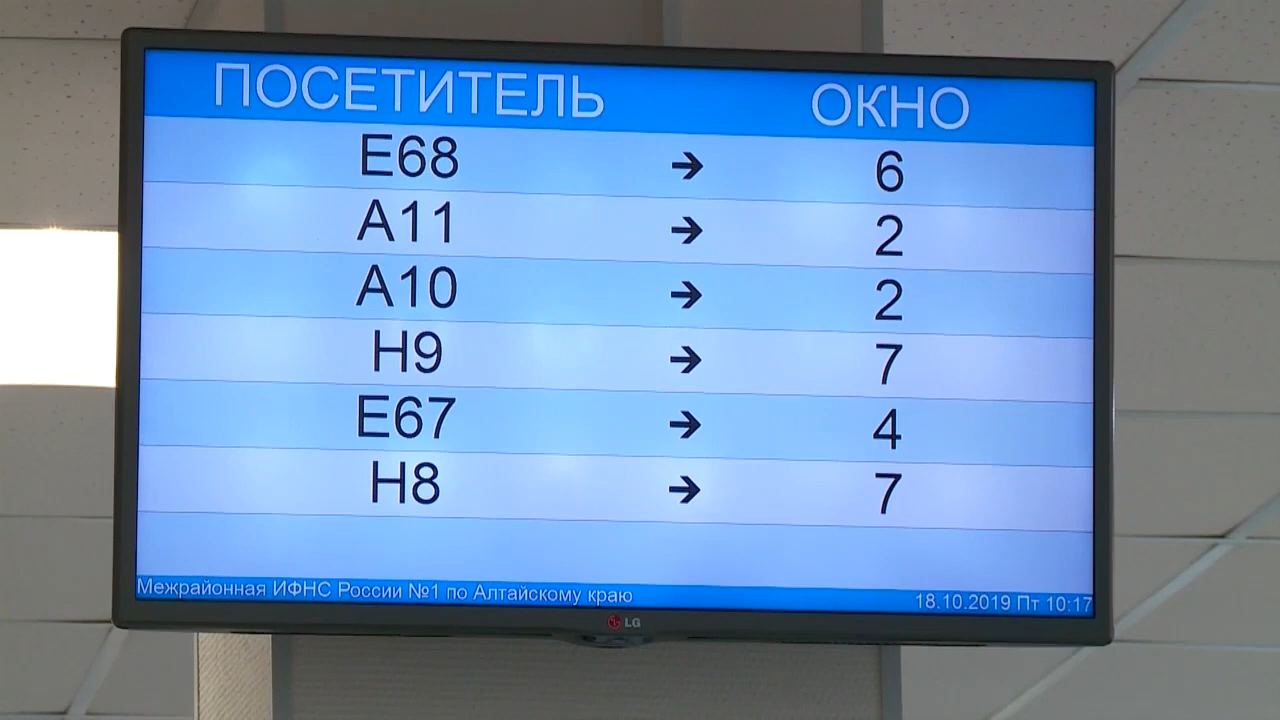 ПОСЕТИТЕЛЬ ОКНО
Е68 → 6
А11 → 2
А10 → 2
Н9 → 7
Е67 → 4
Н8 → 7
Межрайонная ИФНС России №1 по Алтайскому краю 18.10.2019 Пт 10:17
LG